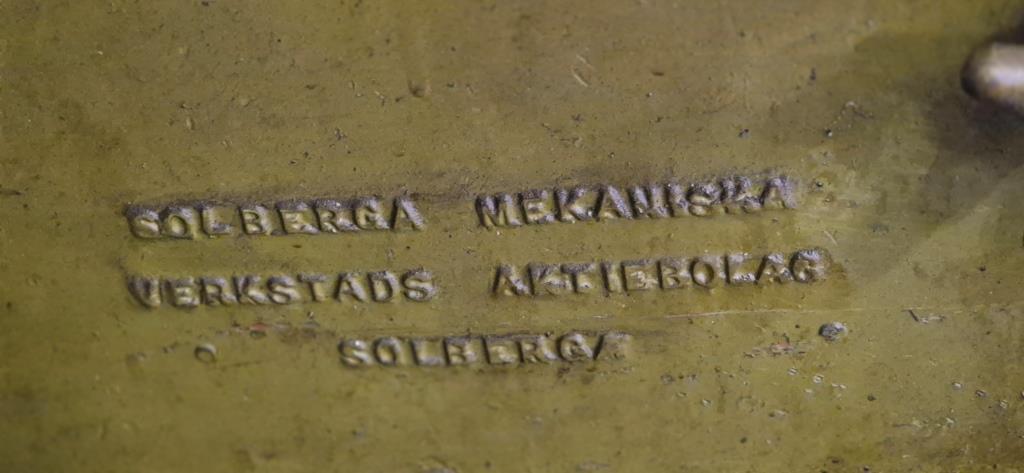 SOLBERGA MEKANISKA
VERKSTADS AKTIEBOLAG
SOLBERGA